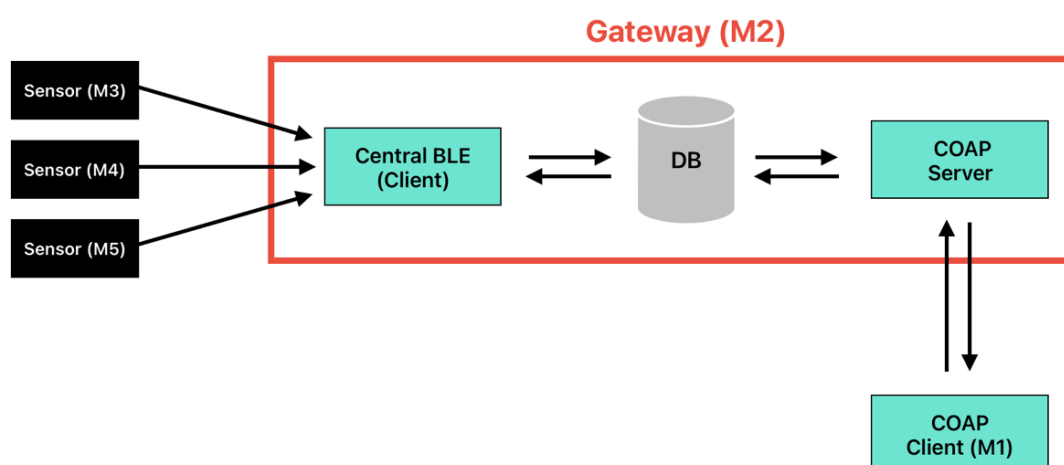 Gateway (M2)
Sensor (M3)
Sensor (M4)
Sensor (M5)
Central BLE
(Client)
DB
COAP
Server
COAP
Client (M1)